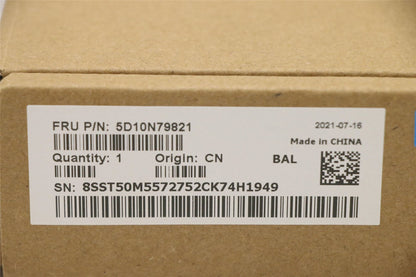 FRU P/N: 5D10N79821
2021-07-16
Made in CHINA
Quantity: 1 Origin: CN BAL
SN: 8SST50M5572752CK74H1949